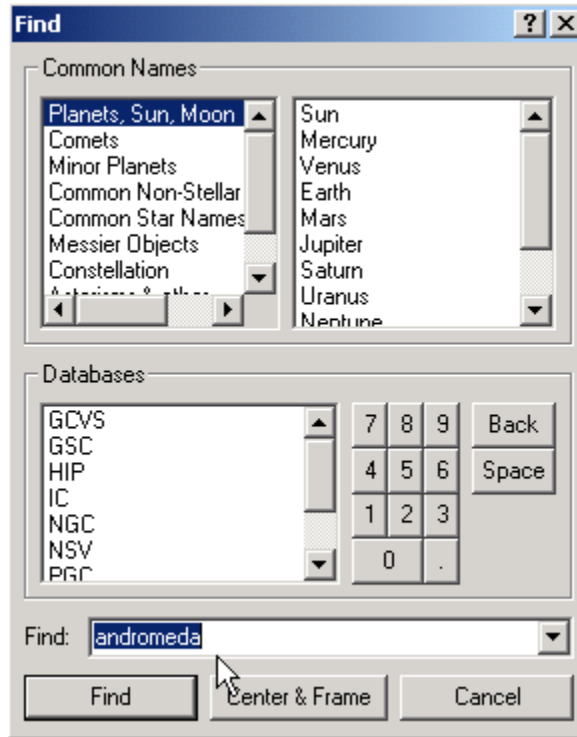 Find
Common Names
Planets, Sun, Moon
Comets
Minor Planets
Common Non-Stellar
Common Star Names
Messier Objects
Constellation
Sun
Mercury
Venus
Earth
Mars
Jupiter
Saturn
Uranus
Neptune
Databases
GCVS
GSC
HIP
IC
NGC
NSV
PGC
7 8 9 Back
4 5 6 Space
1 2 3
0 .
Find: andromeda
Find Center & Frame Cancel